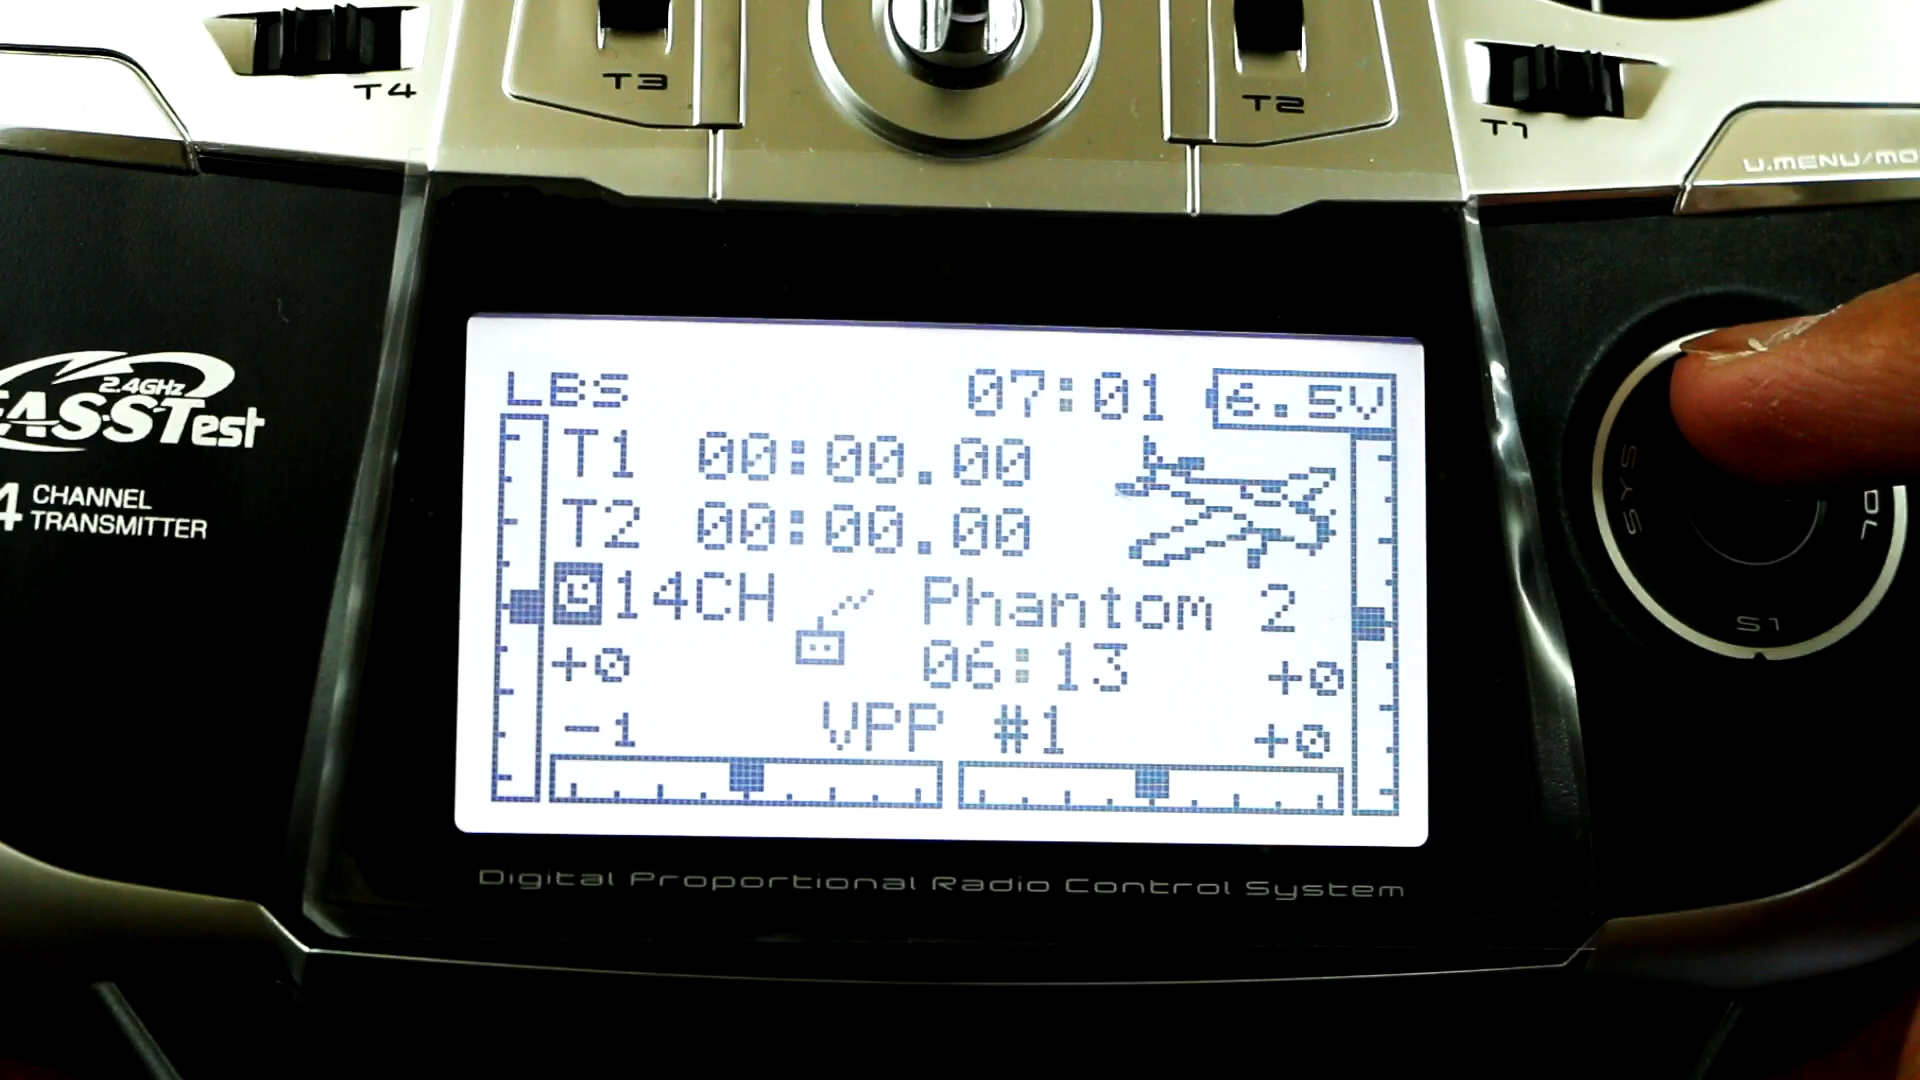 T4
T3
T2
T1
U.MENU/MO
2.4GHz
FASSTest
4 CHANNEL
TRANSMITTER
LBS 07:01 6.5V
T1 00:00.00
T2 00:00.00
14CH Phantom 2
+0 06:13 +0
-1 VPP #1 +0
SYS
DL
S1
Digital Proportional Radio Control System